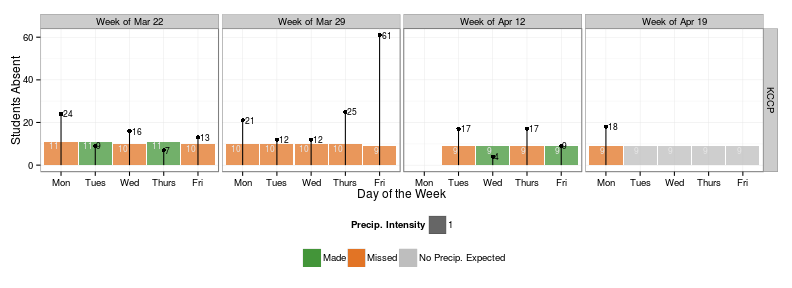 Week of Mar 22 Week of Mar 29 Week of Apr 12 Week of Apr 19
Students Absent
60
40
20
0
24 9 16 7 13
11 11 10 11 10
21 12 12 25 61
10 10 10 10 9
17 4 17 9
9 9 9 9
18
9 9 9 9 9
KCCP
Mon Tues Wed Thurs Fri Mon Tues Wed Thurs Fri Mon Tues Wed Thurs Fri Mon Tues Wed Thurs Fri
Day of the Week
Precip. Intensity 1
Made Missed No Precip. Expected